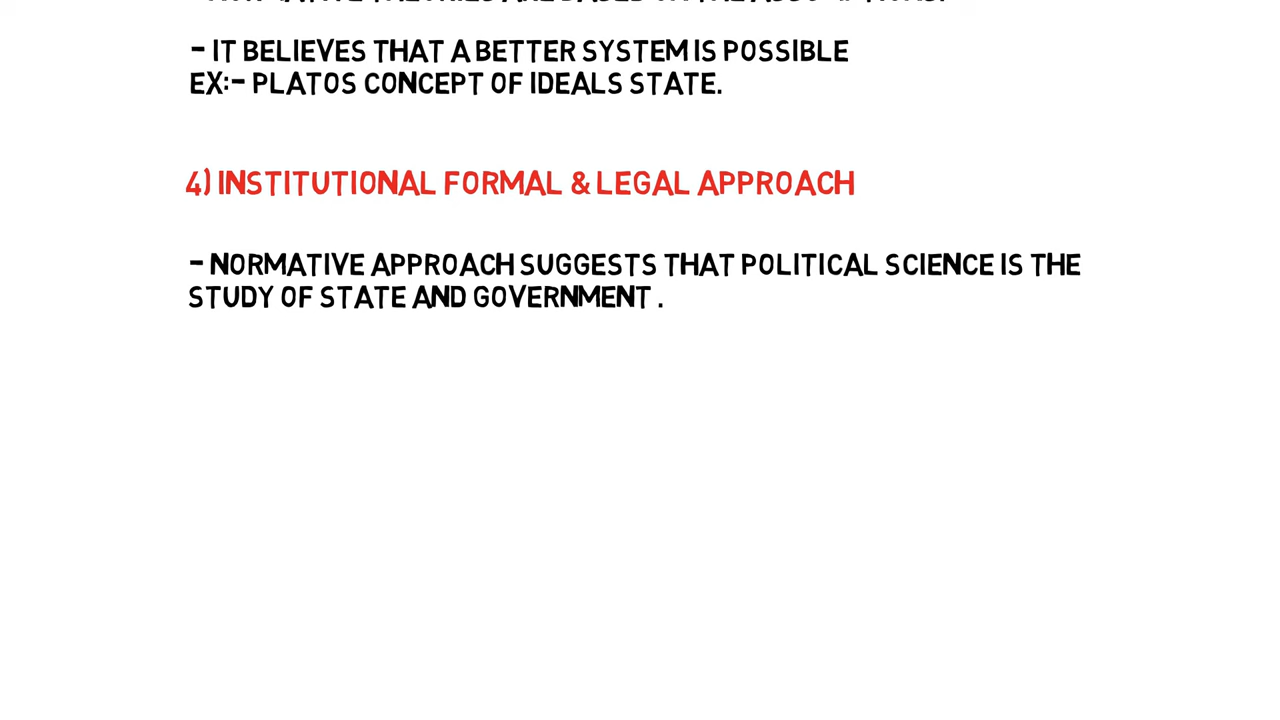 - IT BELIEVES THAT A BETTER SYSTEM IS POSSIBLE
EX:- PLATOS CONCEPT OF IDEALS STATE.
4) INSTITUTIONAL FORMAL & LEGAL APPROACH
- NORMATIVE APPROACH SUGGESTS THAT POLITICAL SCIENCE IS THE
STUDY OF STATE AND GOVERNMENT .